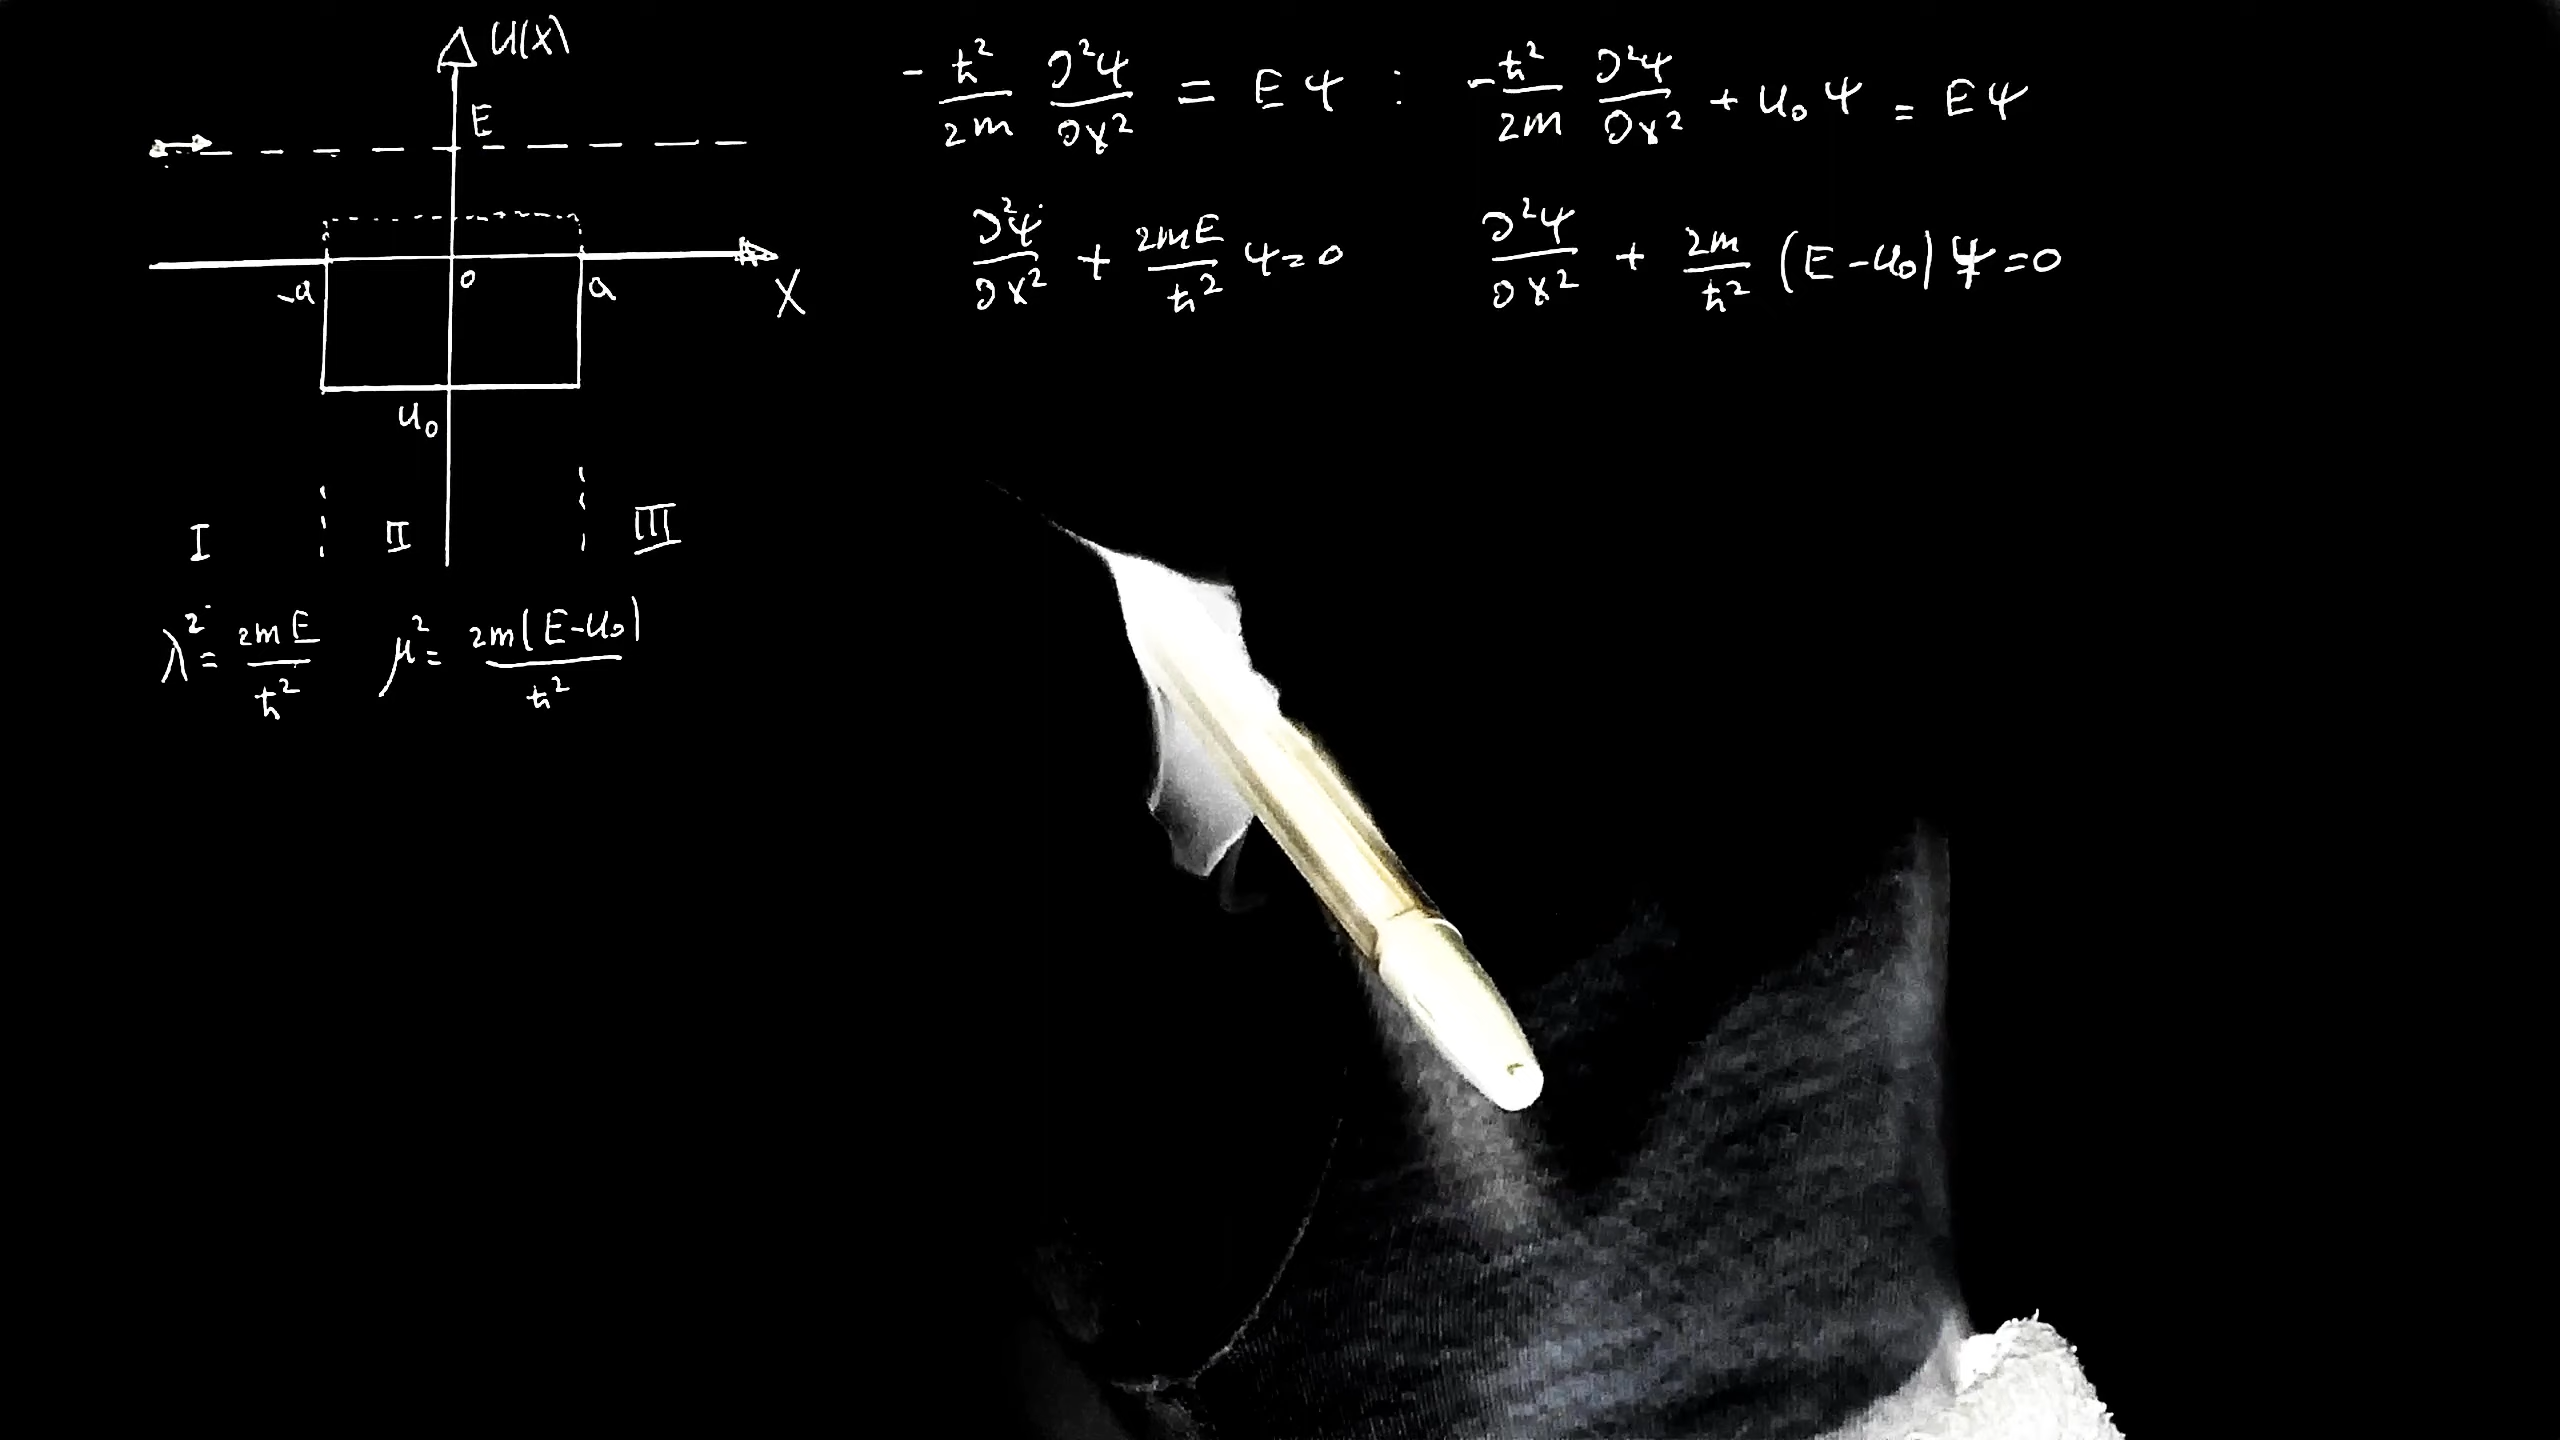 U(x)
E
-a 0 a
X
U₀
I II III
λ² = 2mE/ħ² μ² = 2m(E-U₀)/ħ²
-ħ²/2m ∂²Ψ/∂x² = EΨ : -ħ²/2m ∂²Ψ/∂x² + U₀Ψ = EΨ
∂²Ψ/∂x² + 2mE/ħ² Ψ=0 ∂²Ψ/∂x² + 2m/ħ² (E-U₀)Ψ=0